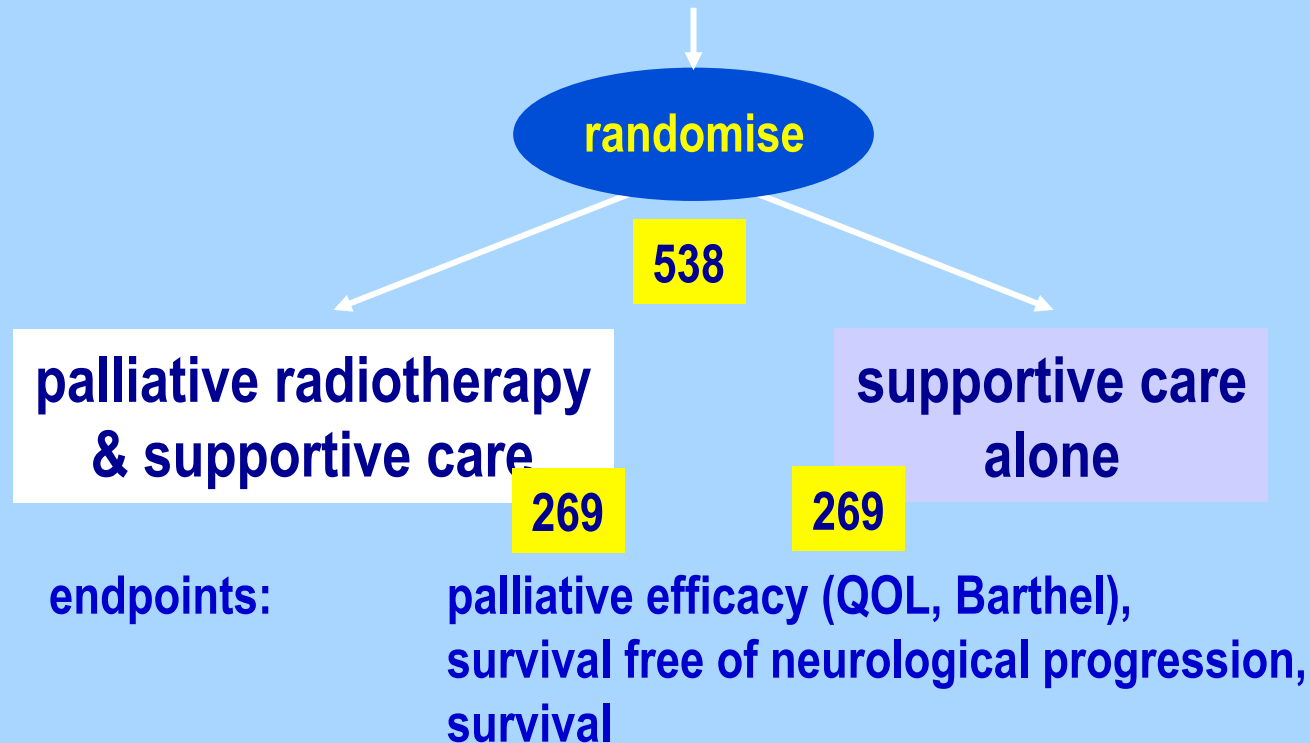 randomise
538
palliative radiotherapy
& supportive care
supportive care
alone
269
269
endpoints: palliative efficacy (QOL, Barthel),
survival free of neurological progression,
survival